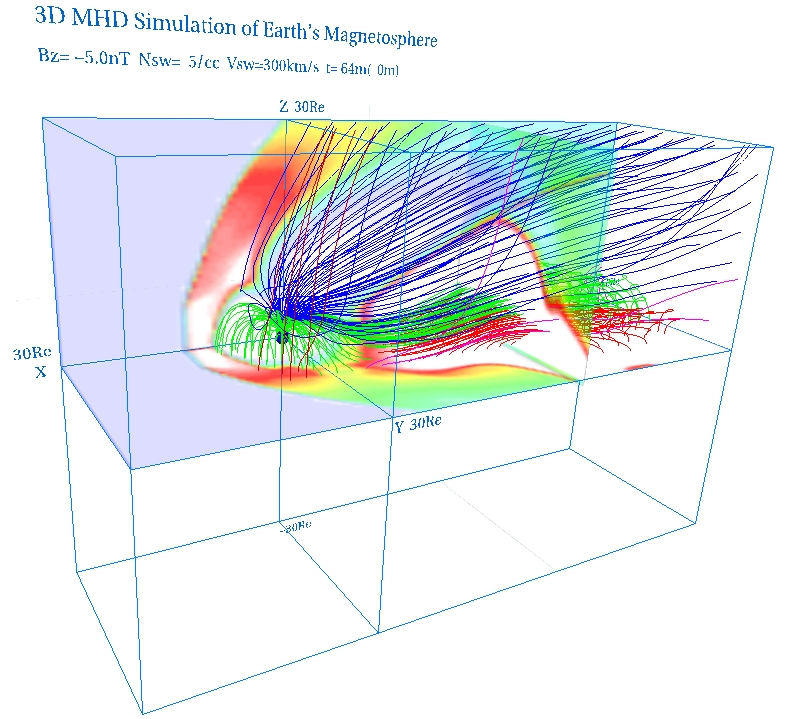 3D MHD Simulation of Earth's Magnetosphere
Bz= -5.0nT Nsw= 5/cc Vsw=300km/s t= 64m( 0m)
Z 30Re
30Re
X
Y 30Re
-30Re